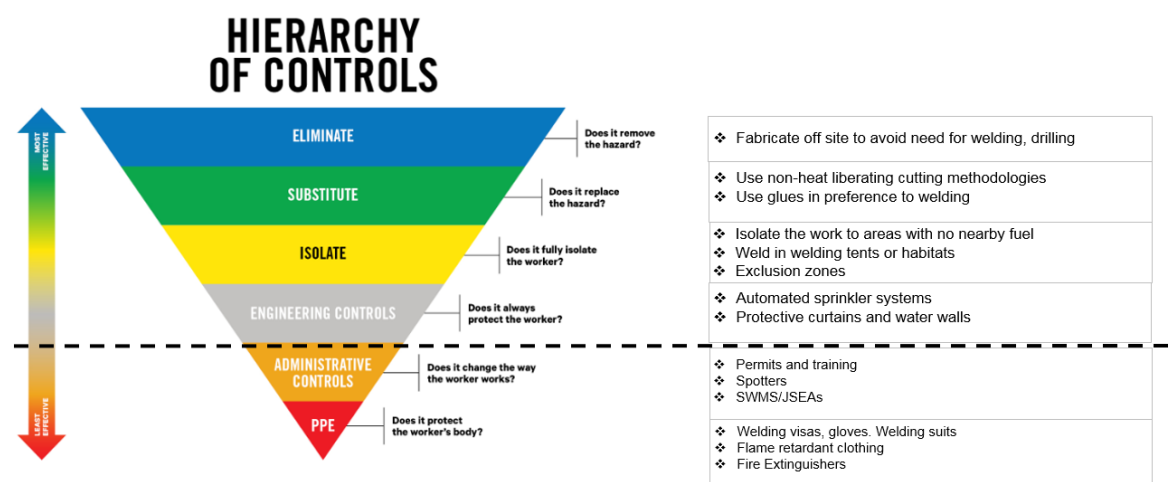 HIERARCHY
OF CONTROLS
MOST
EFFECTIVE
LEAST
EFFECTIVE
ELIMINATE
Does it remove
the hazard?
❖ Fabricate off site to avoid need for welding, drilling
SUBSTITUTE
Does it replace
the hazard?
❖ Use non-heat liberating cutting methodologies
❖ Use glues in preference to welding
ISOLATE
Does it fully isolate
the worker?
❖ Isolate the work to areas with no nearby fuel
❖ Weld in welding tents or habitats
❖ Exclusion zones
ENGINEERING CONTROLS
Does it always
protect the worker?
❖ Automated sprinkler systems
❖ Protective curtains and water walls
ADMINISTRATIVE
CONTROLS
Does it change the way
the worker works?
❖ Permits and training
❖ Spotters
❖ SWMS/JSEAs
PPE
Does it protect
the worker's body?
❖ Welding visas, gloves. Welding suits
❖ Flame retardant clothing
❖ Fire Extinguishers